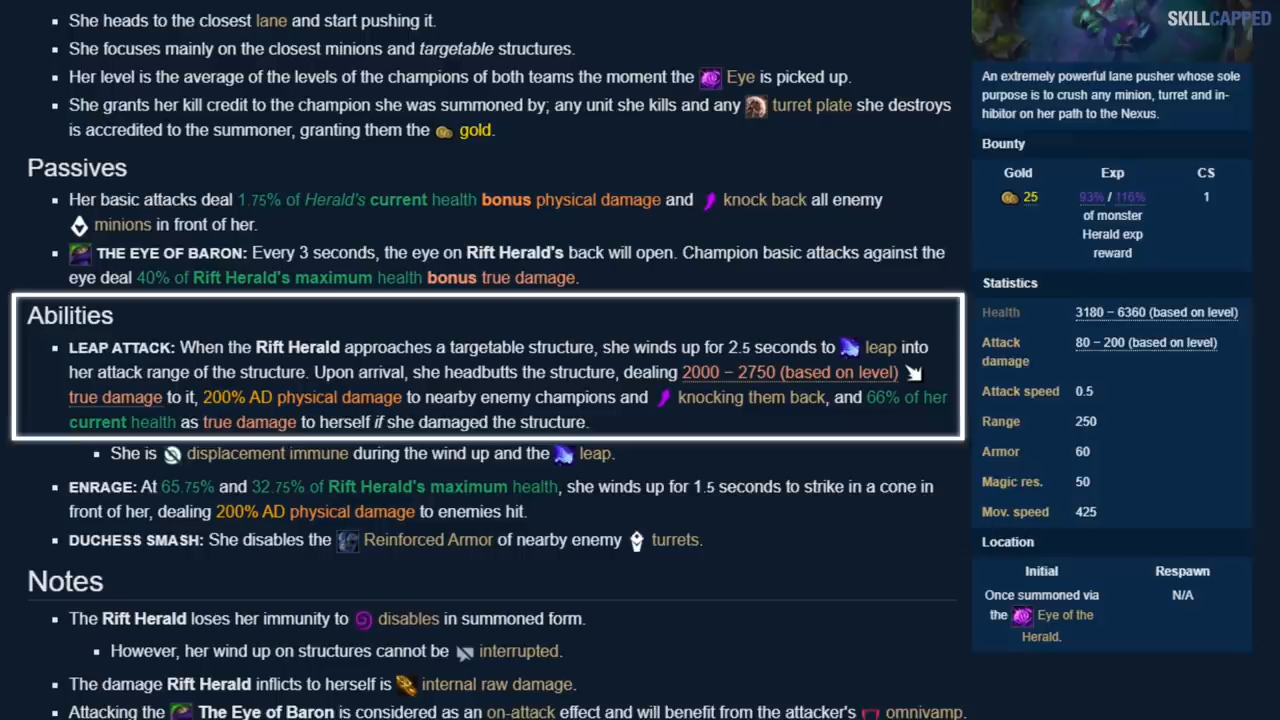 SKILLCAPPED
She heads to the closest lane and start pushing it.
She focuses mainly on the closest minions and targetable structures.
Her level is the average of the levels of the champions of both teams the moment the Eye is picked up.
She grants her kill credit to the champion she was summoned by; any unit she kills and any turret plate she destroys
is accredited to the summoner, granting them the gold.
Passives
Her basic attacks deal 1.75% of Herald's current health bonus physical damage and knock back all enemy
minions in front of her.
THE EYE OF BARON: Every 3 seconds, the eye on Rift Herald's back will open. Champion basic attacks against the
eye deal 40% of Rift Herald's maximum health bonus true damage.
Abilities
LEAP ATTACK: When the Rift Herald approaches a targetable structure, she winds up for 2.5 seconds to leap into
her attack range of the structure. Upon arrival, she headbutts the structure, dealing 2000 − 2750 (based on level)
true damage to it, 200% AD physical damage to nearby enemy champions and knocking them back, and 66% of her
current health as true damage to herself if she damaged the structure.
She is displacement immune during the wind up and the leap.
ENRAGE: At 65.75% and 32.75% of Rift Herald's maximum health, she winds up for 1.5 seconds to strike in a cone in
front of her, dealing 200% AD physical damage to enemies hit.
DUCHESS SMASH: She disables the Reinforced Armor of nearby enemy turrets.
Notes
The Rift Herald loses her immunity to disables in summoned form.
However, her wind up on structures cannot be interrupted.
The damage Rift Herald inflicts to herself is internal raw damage.
Attacking the The Eye of Baron is considered as an on-attack effect and will benefit from the attacker's omnivamp.
An extremely powerful lane pusher whose sole
purpose is to crush any minion, turret and in-
hibitor on her path to the Nexus.
Bounty
Gold Exp CS
25 93% / 116% 1
of monster
Herald exp
reward
Statistics
Health 3180 − 6360 (based on level)
Attack 80 − 200 (based on level)
damage
Attack speed 0.5
Range 250
Armor 60
Magic res. 50
Mov. speed 425
Location
Initial Respawn
Once summoned via N/A
the Eye of the
Herald.